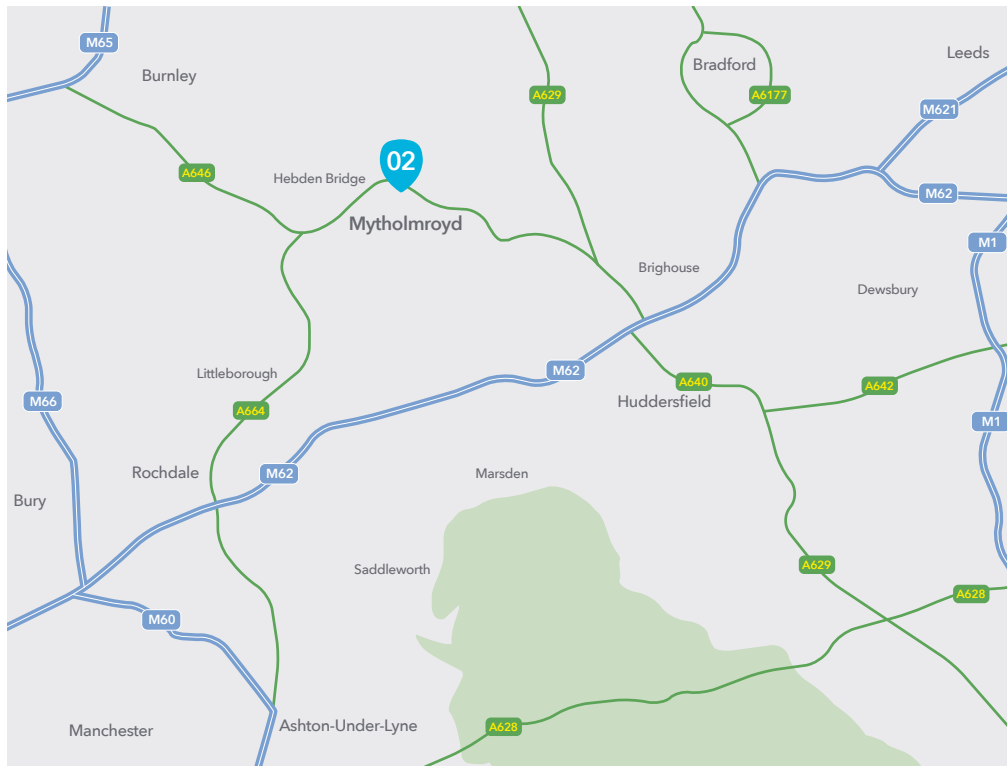 M65
Burnley
Bradford
Leeds
A629
A6177
M621
02
A646
Hebden Bridge
M62
Mytholmroyd
M1
Brighouse
Dewsbury
Littleborough
M62
A640
A642
M66
A664
Huddersfield
M1
Rochdale
M62
Marsden
Bury
Saddleworth
A629
A628
M60
Manchester
Ashton-Under-Lyne
A628